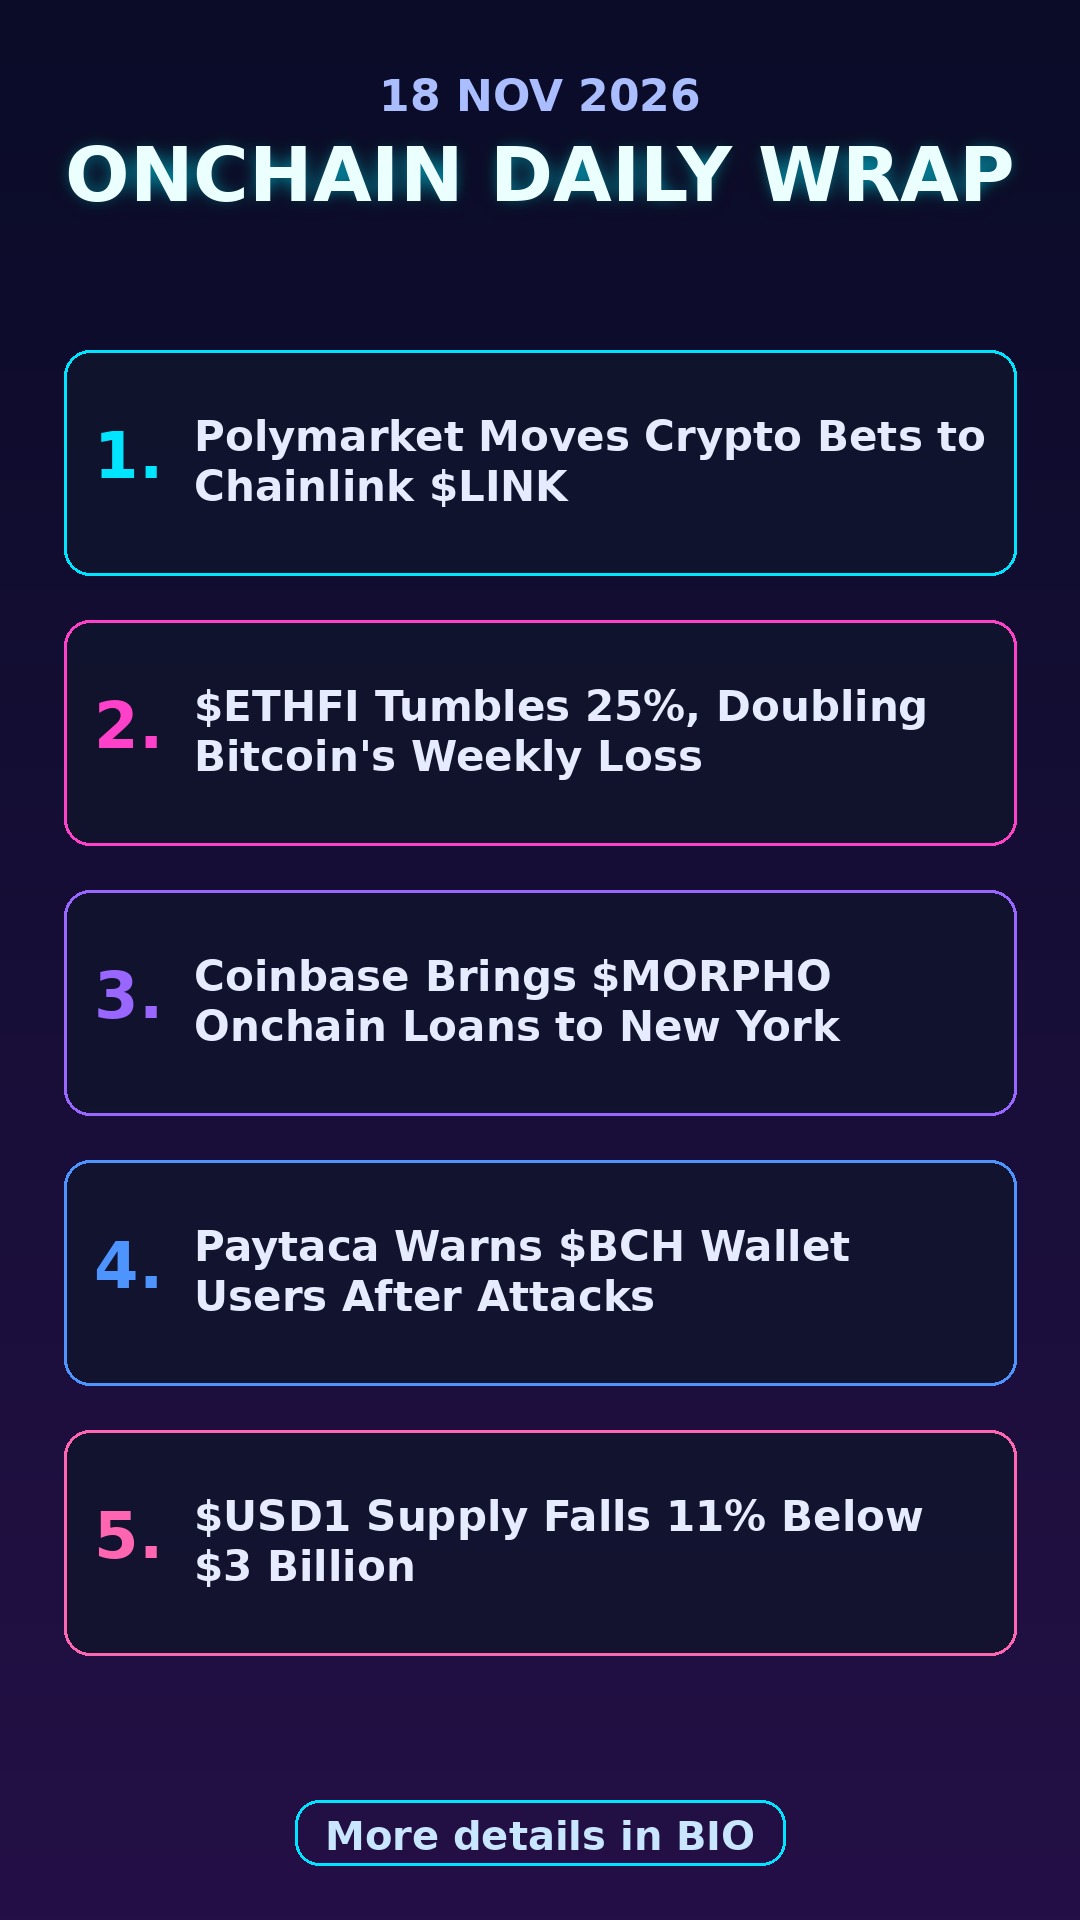 18 NOV 2026
ONCHAIN DAILY WRAP
1.
Polymarket Moves Crypto Bets to
Chainlink $LINK
2.
$ETHFI Tumbles 25%, Doubling
Bitcoin's Weekly Loss
3.
Coinbase Brings $MORPHO
Onchain Loans to New York
4.
Paytaca Warns $BCH Wallet
Users After Attacks
5.
$USD1 Supply Falls 11% Below
$3 Billion
More details in BIO